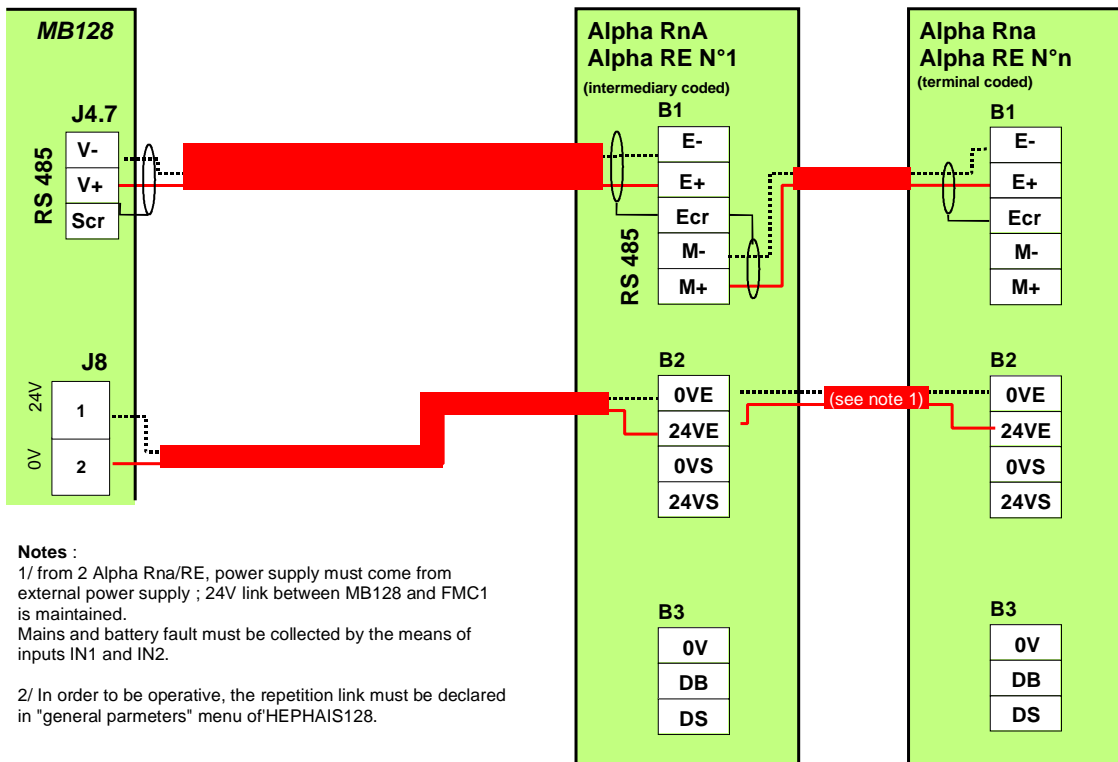 MB128
J4.7
RS 485
V-
V+
Scr
J8
24V
0V
1
2
Alpha RnA
Alpha RE N°1
(intermediary coded)
B1
E-
E+
Ecr
M-
M+
RS 485
B2
0VE
24VE
0VS
24VS
B3
0V
DB
DS
(see note 1)
Alpha Rna
Alpha RE N°n
(terminal coded)
B1
E-
E+
Ecr
M-
M+
B2
0VE
24VE
0VS
24VS
B3
0V
DB
DS
Notes :
1/ from 2 Alpha Rna/RE, power supply must come from
external power supply ; 24V link between MB128 and FMC1
is maintained.
Mains and battery fault must be collected by the means of
inputs IN1 and IN2.
2/ In order to be operative, the repetition link must be declared
in "general parmeters" menu of'HEPHAIS128.